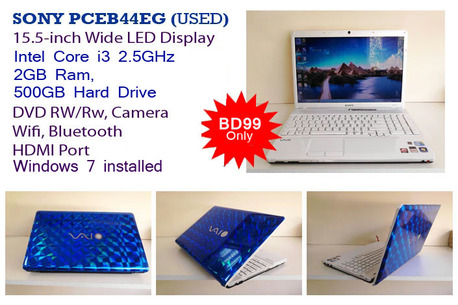 SONY PCEB44EG (USED)
15.5-inch Wide LED Display
Intel Core i3 2.5GHz
2GB Ram,
500GB Hard Drive
DVD RW/Rw, Camera
Wifi, Bluetooth
HDMI Port
Windows 7 installed
BD99
Only
SONY
VAIO
VAIO